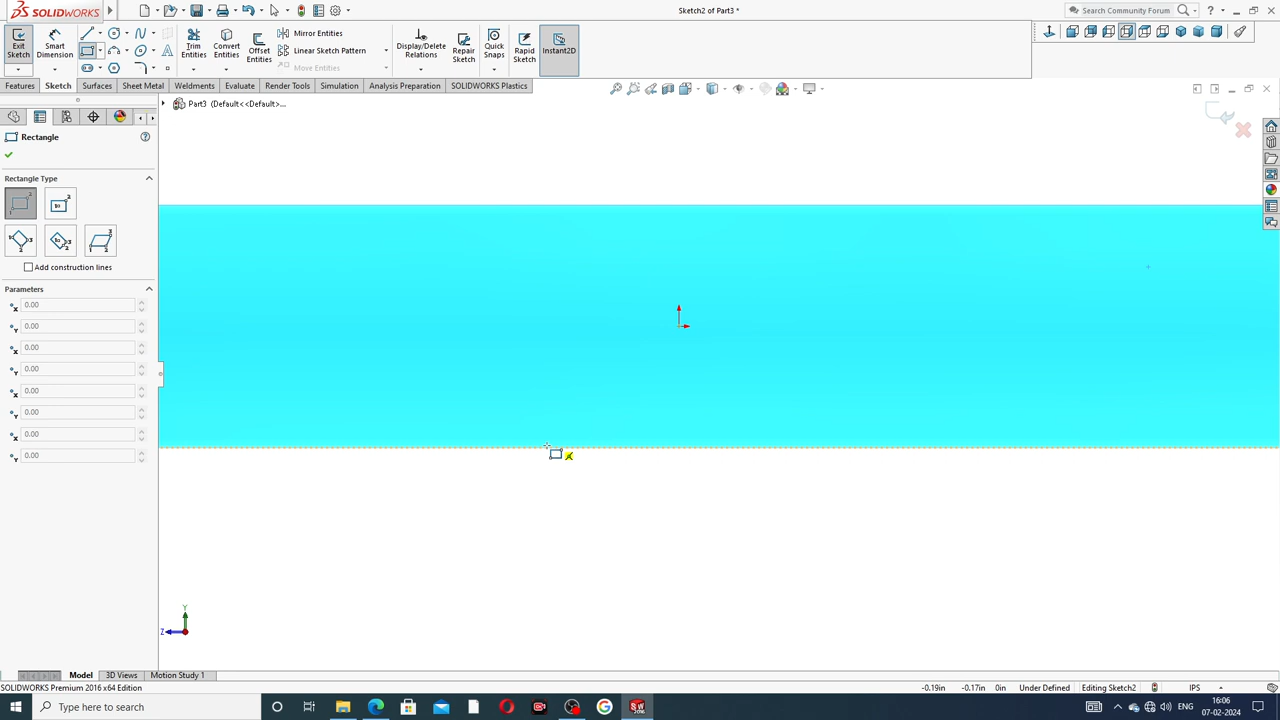 SOLIDWORKS
Sketch2 of Part3 *
Search Community Forum
Exit Sketch
Smart Dimension
Trim Entities
Convert Entities
Offset Entities
Mirror Entities
Linear Sketch Pattern
Move Entities
Display/Delete Relations
Repair Sketch
Quick Snaps
Rapid Sketch
Instant2D
Features
Sketch
Surfaces
Sheet Metal
Weldments
Evaluate
Render Tools
Simulation
Analysis Preparation
SOLIDWORKS Plastics
Part3 (Default<<Default>...
Rectangle
Rectangle Type
Add construction lines
Parameters
0.00
0.00
0.00
0.00
0.00
0.00
0.00
0.00
Y
Z
Model
3D Views
Motion Study 1
SOLIDWORKS Premium 2016 x64 Edition
-0.19in
-0.17in
0in
Under Defined
Editing Sketch2
IPS
Type here to search
ENG
16:06
07-02-2024